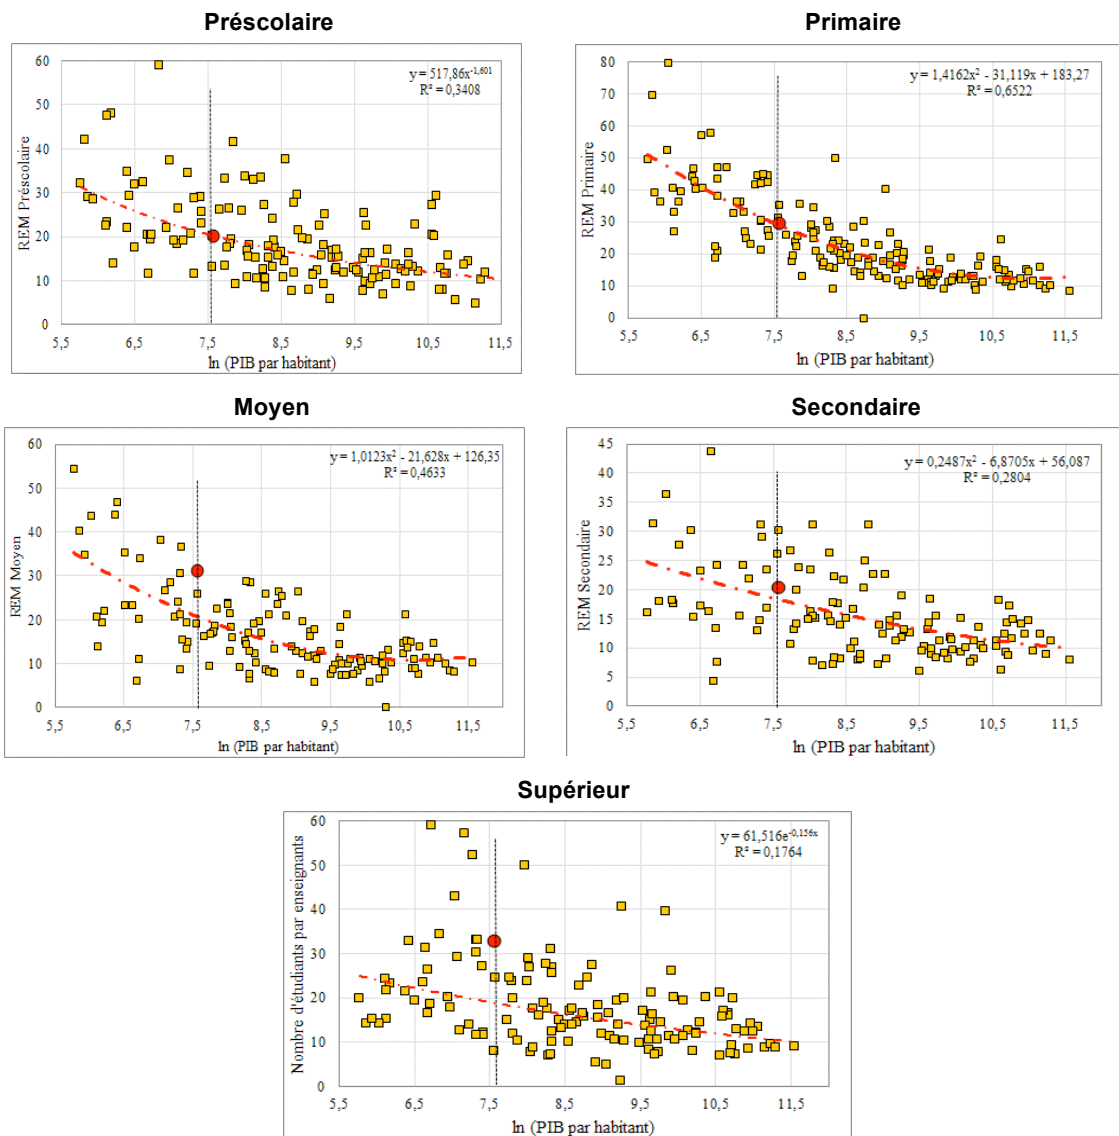 Préscolaire
Primaire
60
50
40
30
20
10
0
REM Préscolaire
y = 517,86x^-1,601
R² = 0,3408
5,5 6,5 7,5 8,5 9,5 10,5 11,5
ln (PIB par habitant)
80
70
60
50
40
30
20
10
0
REM Primaire
y = 1,4162x² - 31,119x + 183,27
R² = 0,6522
5,5 6,5 7,5 8,5 9,5 10,5 11,5
ln (PIB par habitant)
Moyen
Secondaire
60
50
40
30
20
10
0
REM Moyen
y = 1,0123x² - 21,628x + 126,35
R² = 0,4633
5,5 6,5 7,5 8,5 9,5 10,5 11,5
ln (PIB par habitant)
45
40
35
30
25
20
15
10
5
0
REM Secondaire
y = 0,2487x² - 6,8705x + 56,087
R² = 0,2804
5,5 6,5 7,5 8,5 9,5 10,5 11,5
ln (PIB par habitant)
Supérieur
60
50
40
30
20
10
0
Nombre d'étudiants par enseignants
y = 61,516e^-0,156x
R² = 0,1764
5,5 6,5 7,5 8,5 9,5 10,5 11,5
ln (PIB par habitant)